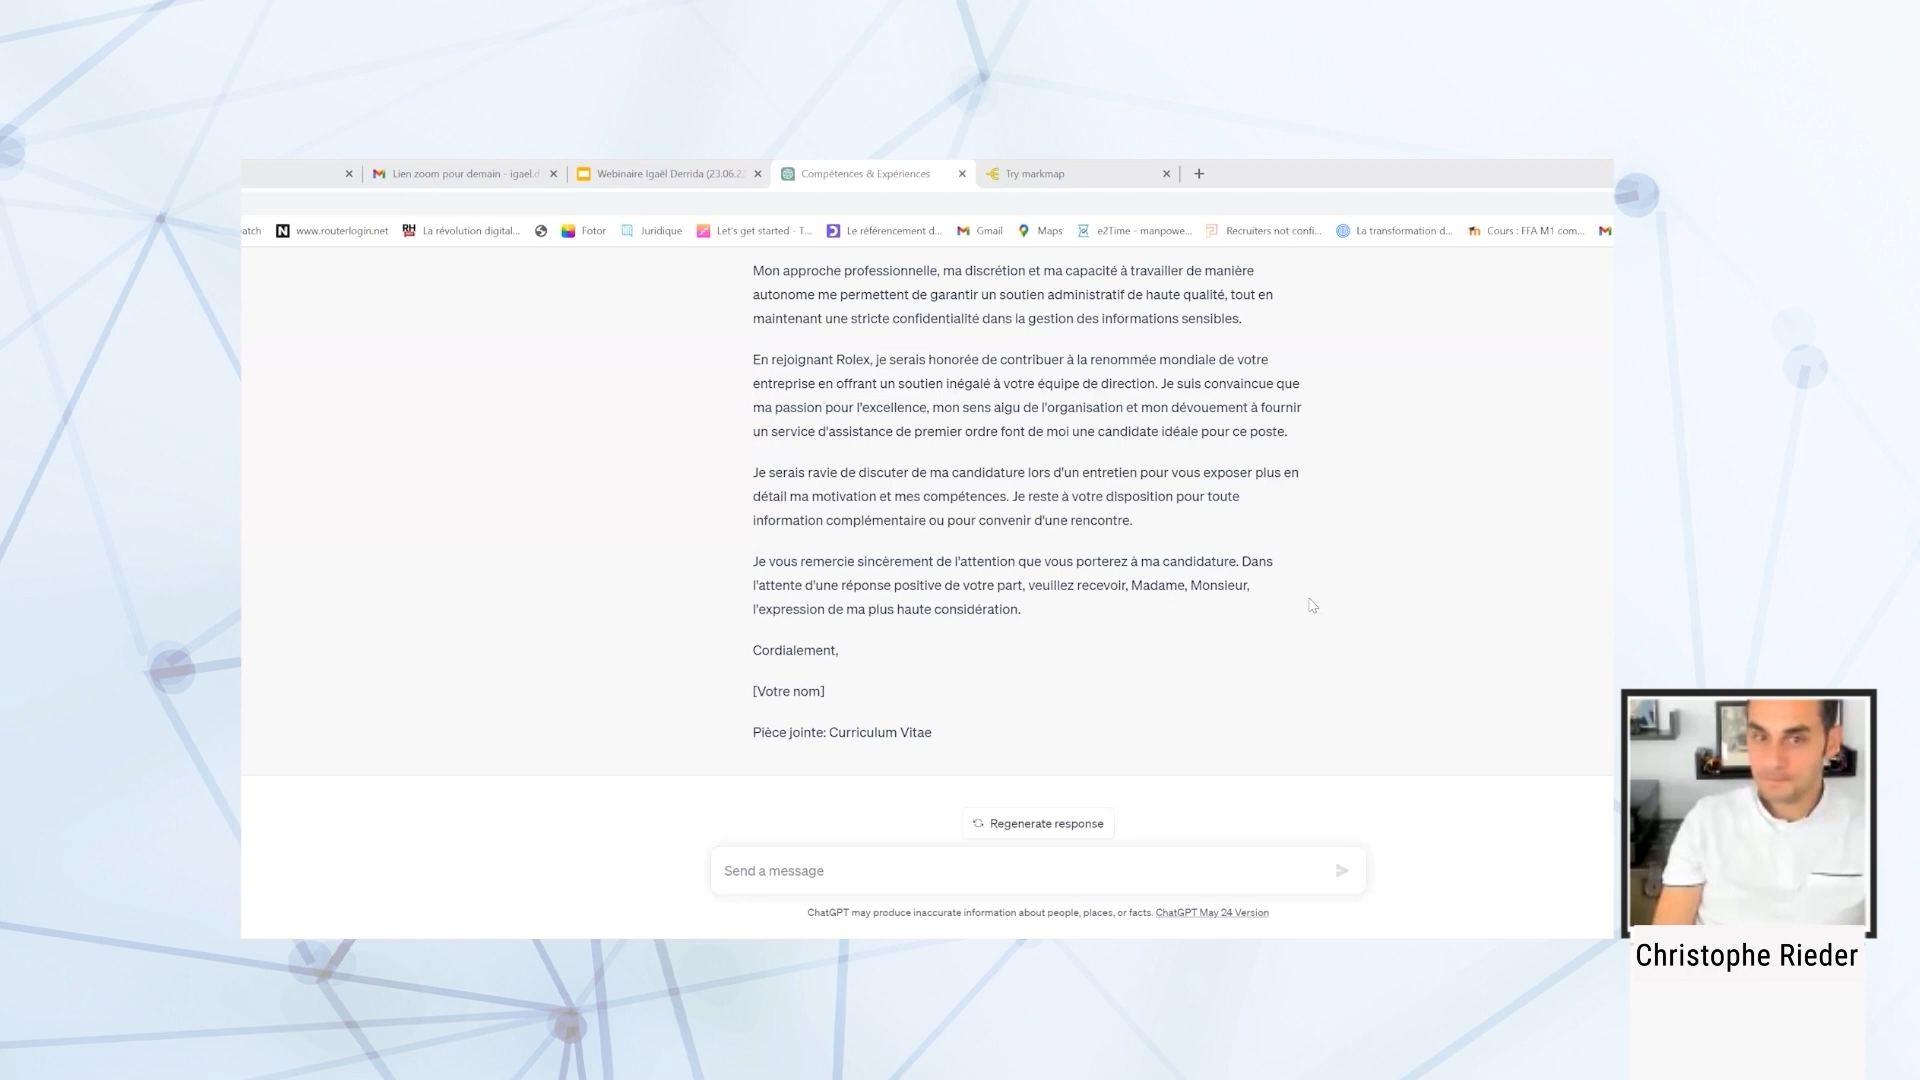 Lien zoom pour demain - igael.d
Webinaire Igaël Derrida (23.06.23
Compétences & Expériences
Try markmap
atch
www.routerlogin.net
La révolution digital...
Fotor
Juridique
Let's get started - T...
Le référencement d...
Gmail
Maps
e2Time - manpowe...
Recruiters not confi...
La transformation d...
Cours : FFA M1 com...
Mon approche professionnelle, ma discrétion et ma capacité à travailler de manière
autonome me permettent de garantir un soutien administratif de haute qualité, tout en
maintenant une stricte confidentialité dans la gestion des informations sensibles.
En rejoignant Rolex, je serais honorée de contribuer à la renommée mondiale de votre
entreprise en offrant un soutien inégalé à votre équipe de direction. Je suis convaincue que
ma passion pour l'excellence, mon sens aigu de l'organisation et mon dévouement à fournir
un service d'assistance de premier ordre font de moi une candidate idéale pour ce poste.
Je serais ravie de discuter de ma candidature lors d'un entretien pour vous exposer plus en
détail ma motivation et mes compétences. Je reste à votre disposition pour toute
information complémentaire ou pour convenir d'une rencontre.
Je vous remercie sincèrement de l'attention que vous porterez à ma candidature. Dans
l'attente d'une réponse positive de votre part, veuillez recevoir, Madame, Monsieur,
l'expression de ma plus haute considération.
Cordialement,
[Votre nom]
Pièce jointe: Curriculum Vitae
Regenerate response
Send a message
ChatGPT may produce inaccurate information about people, places, or facts. ChatGPT May 24 Version
Christophe Rieder